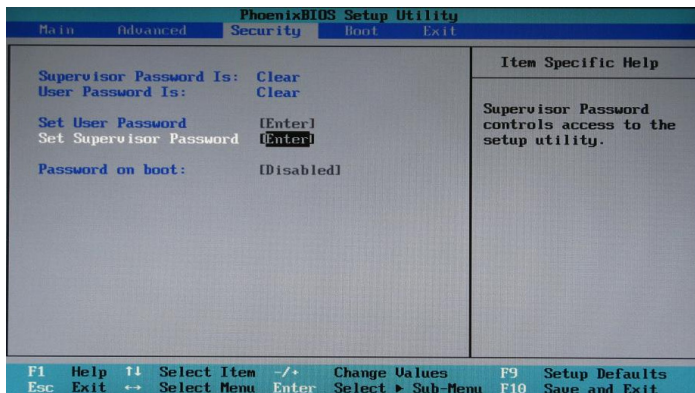 PhoenixBIOS Setup Utility
Main Advanced Security Boot Exit
Item Specific Help
Supervisor Password Is: Clear
User Password Is: Clear
Set User Password [Enter]
Set Supervisor Password [Enter]
Password on boot: [Disabled]
Supervisor Password
controls access to the
setup utility.
F1 Help ↑↓ Select Item -/+ Change Values F9 Setup Defaults
Esc Exit ↔ Select Menu Enter Select ▶ Sub-Menu F10 Save and Exit